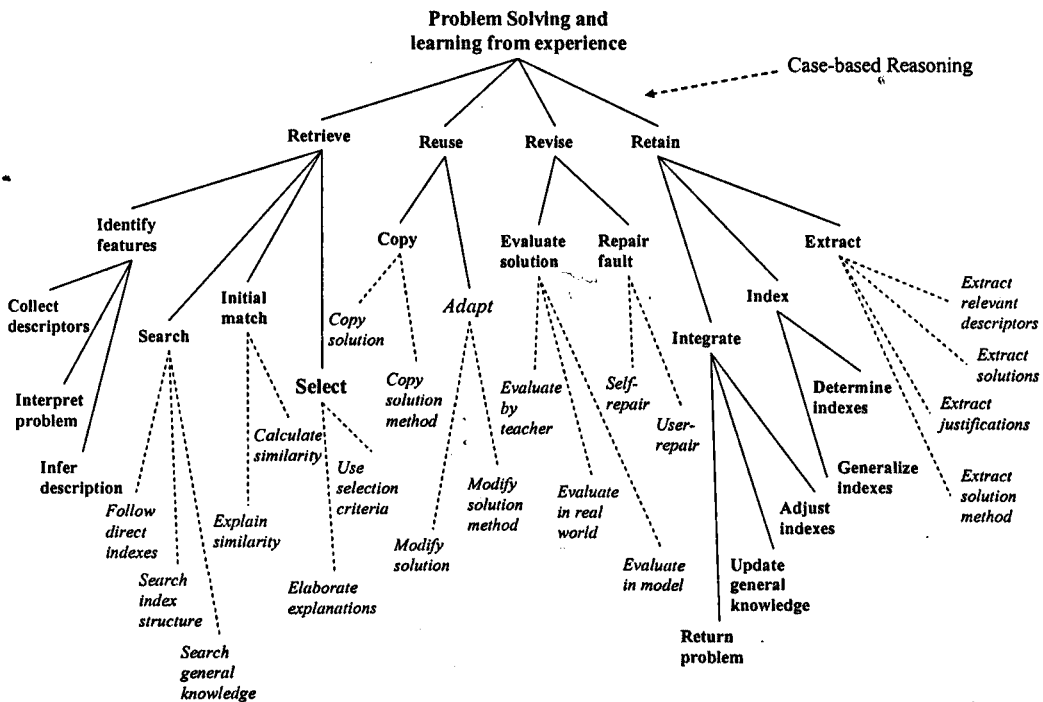 Problem Solving and
learning from experience
Case-based Reasoning
Retrieve
Reuse
Revise
Retain
Identify
features
Copy
Evaluate
solution
Repair
fault
Extract
Collect
descriptors
Search
Initial
match
Select
Copy
solution
Adapt
Integrate
Index
Extract
relevant
descriptors
Interpret
problem
Infer
description
Follow
direct
indexes
Search
index
structure
Search
general
knowledge
Explain
similarity
Calculate
similarity
Use
selection
criteria
Elaborate
explanations
Copy
solution
method
Modify
solution
Modify
solution
method
Evaluate
by
teacher
Evaluate
in real
world
Evaluate
in model
Self-
repair
User-
repair
Return
problem
Update
general
knowledge
Adjust
indexes
Determine
indexes
Generalize
indexes
Extract
solutions
Extract
justifications
Extract
solution
method